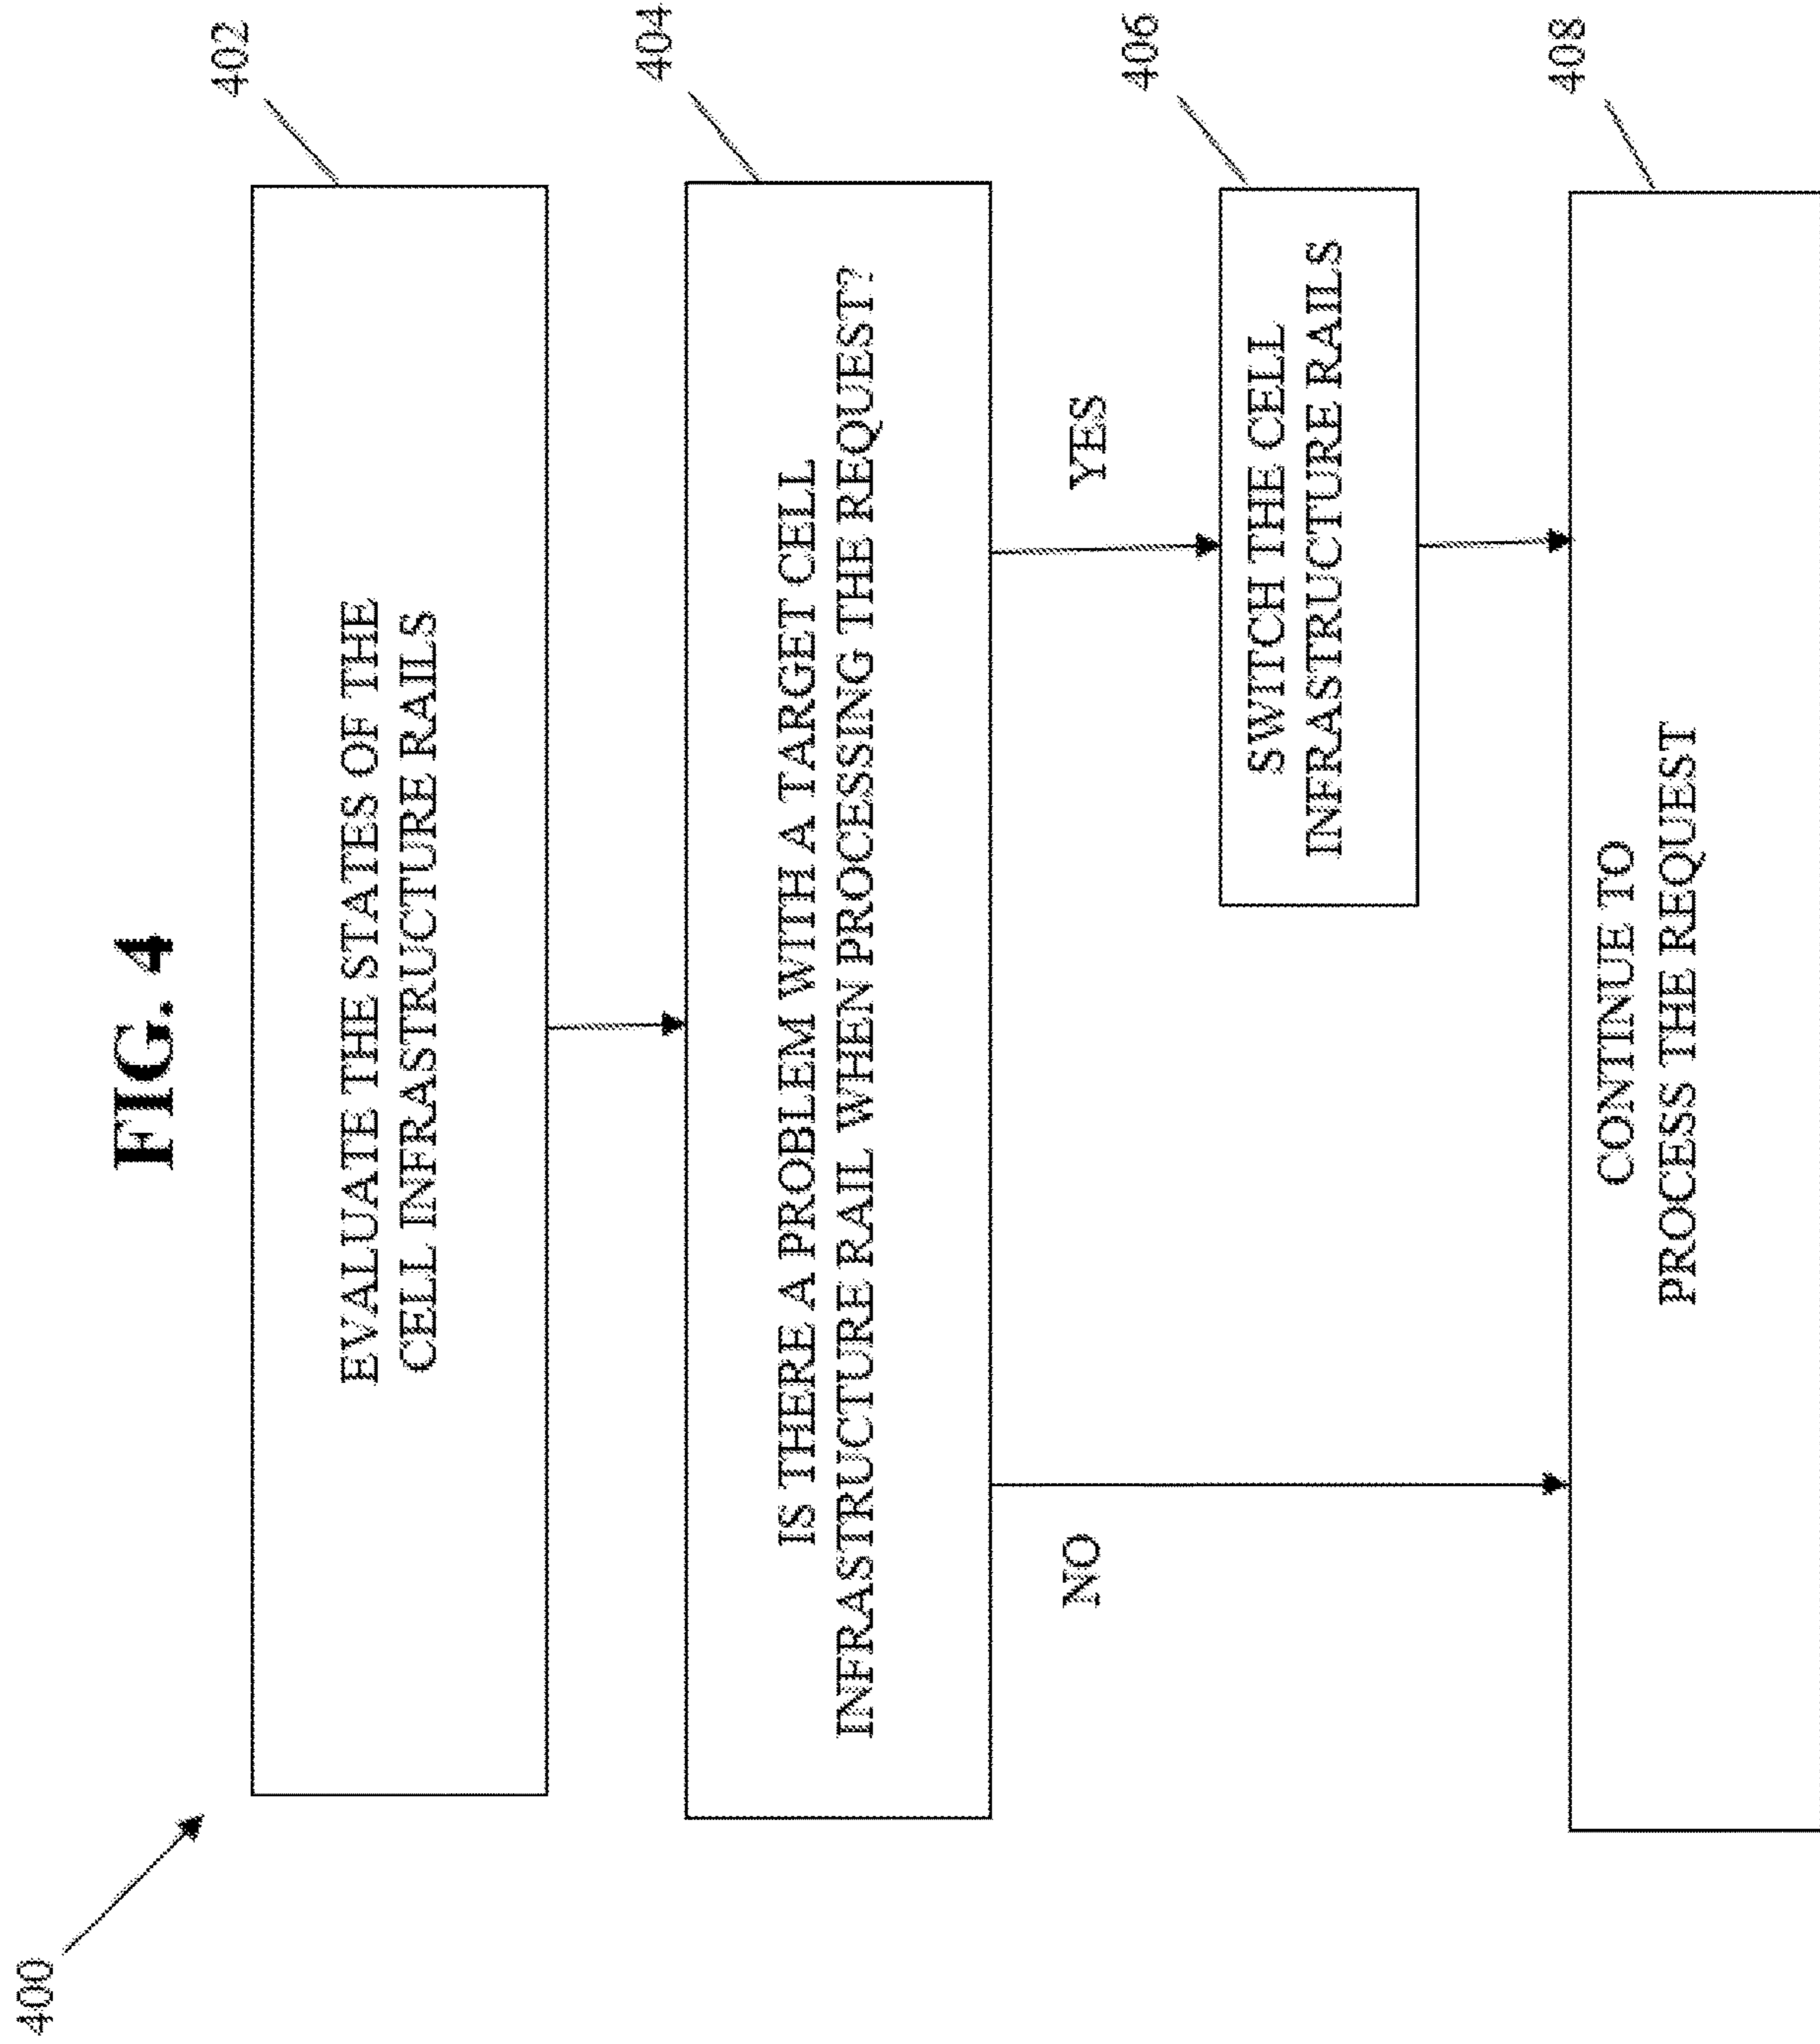 FIG. 4
400
402
EVALUATE THE STATES OF THE
CELL INFRASTRUCTURE RAILS
404
IS THERE A PROBLEM WITH A TARGET CELL
INFRASTRUCTURE RAIL WHEN PROCESSING THE REQUEST?
NO
YES
406
SWITCH THE CELL
INFRASTRUCTURE RAILS
408
CONTINUE TO
PROCESS THE REQUEST